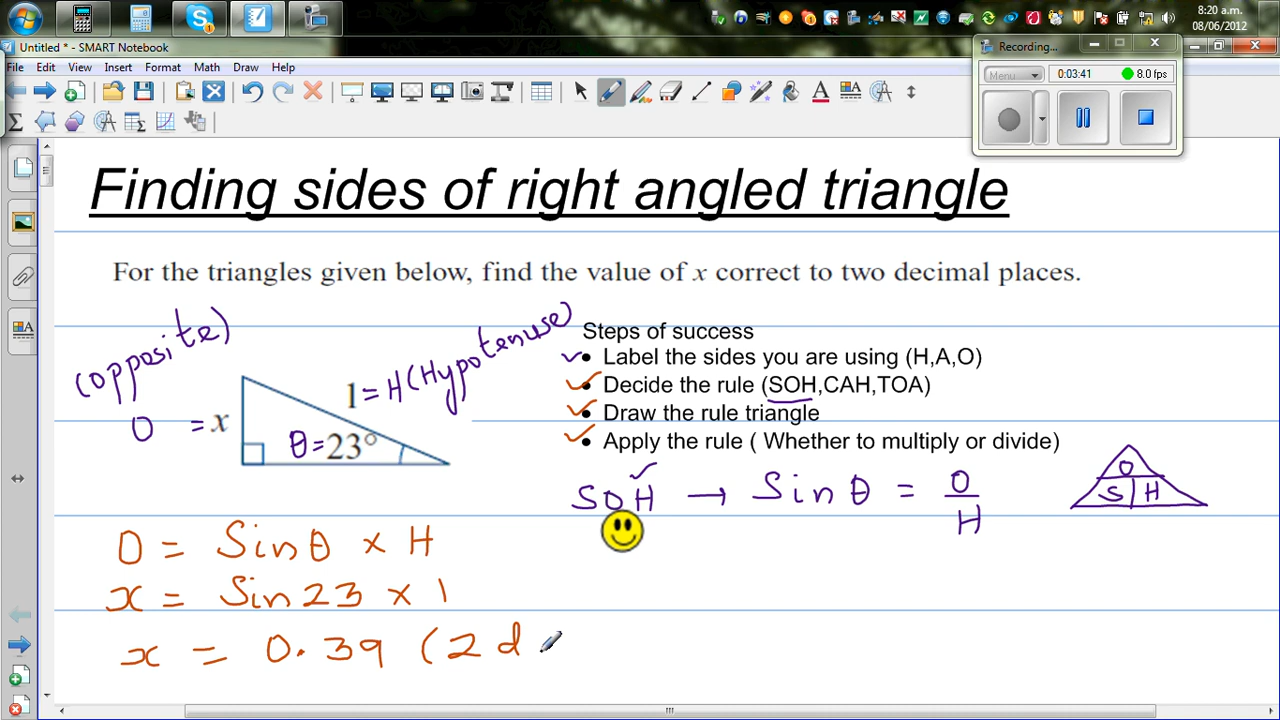 8:20 a.m.
08/06/2012
Untitled * - SMART Notebook
Recording...
File Edit View Insert Format Math Draw Help
Menu
0:03:41
8.0 fps
Finding sides of right angled triangle
For the triangles given below, find the value of x correct to two decimal places.
(opposite)
O = x
1 = H (Hypotenuse)
θ = 23°
Steps of success
• Label the sides you are using (H,A,O)
• Decide the rule (SOH,CAH,TOA)
• Draw the rule triangle
• Apply the rule ( Whether to multiply or divide)
SOH → Sin θ = O
H
O
S H
O = Sinθ × H
x = Sin23 × 1
x = 0.39 (2 d